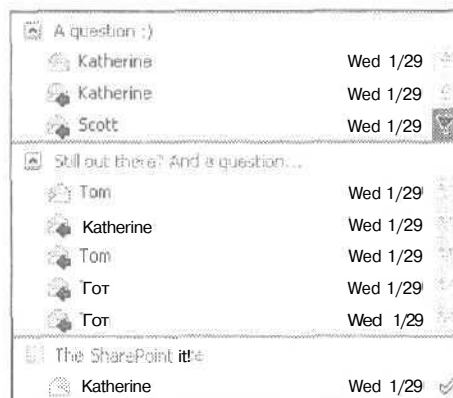 A question :)
Katherine Wed 1/29
Katherine Wed 1/29
Scott Wed 1/29
Still out there? And a question...
Tom Wed 1/29
Katherine Wed 1/29
Tom Wed 1/29
Тот Wed 1/29
Тот Wed 1/29
The SharePoint
Katherine Wed 1/29